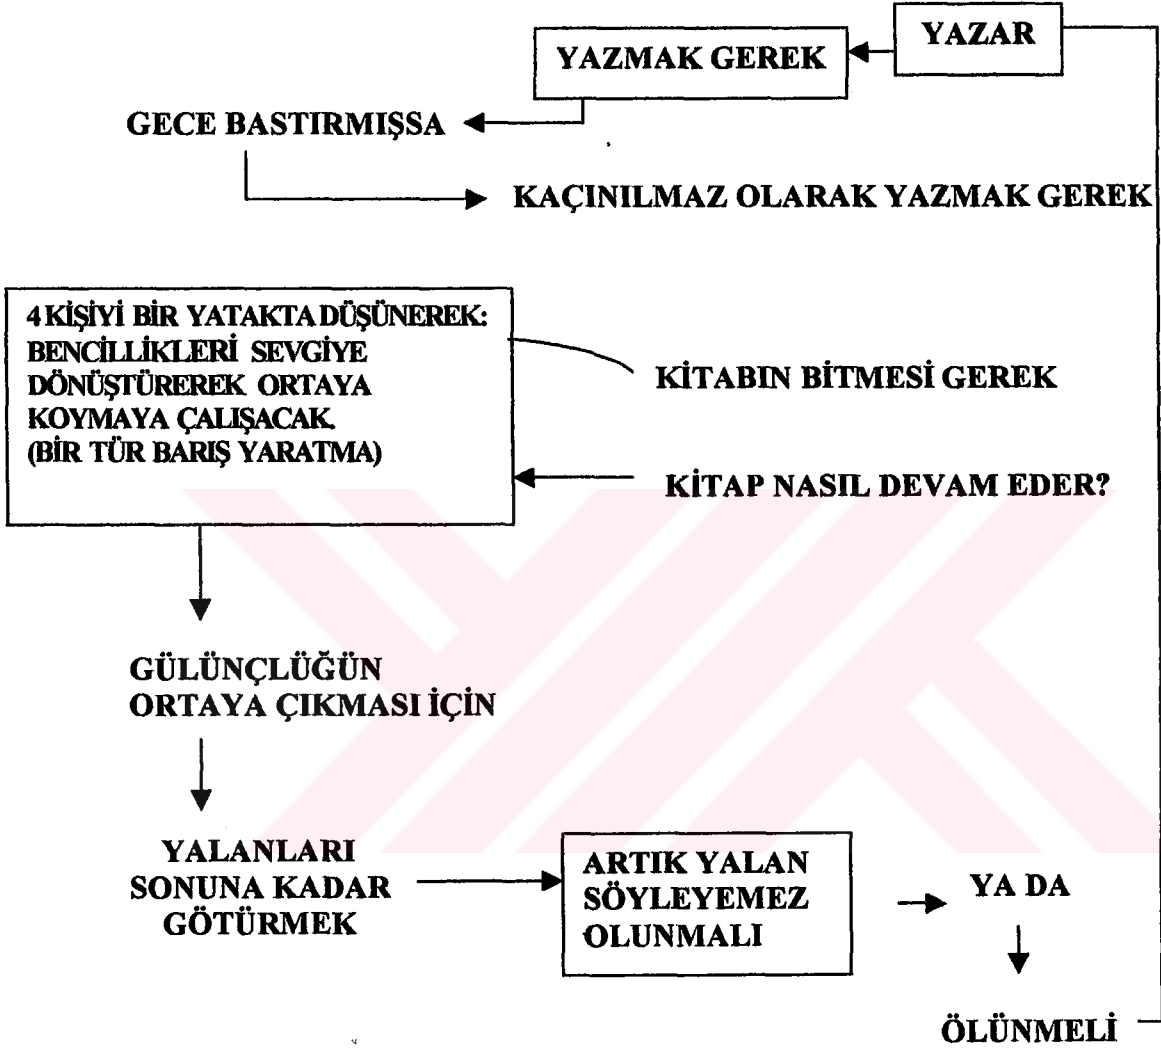 YAZAR
YAZMAK GEREK
GECE BASTIRMIŞSA
KAÇINILMAZ OLARAK YAZMAK GEREK
4 KİŞİYİ BİR YATAKTA DÜŞÜNEREK:
BENCİLLİKLERİ SEVGİYE
DÖNÜŞTÜREREK ORTAYA
KOYMAYA ÇALIŞACAK.
(BİR TÜR BARIŞ YARATMA)
KİTABIN BİTMESİ GEREK
KİTAP NASIL DEVAM EDER?
GÜLÜNÇLÜĞÜN
ORTAYA ÇIKMASI İÇİN
YALANLARI
SONUNA KADAR
GÖTÜRMEK
ARTIK YALAN
SÖYLEYEMEZ
OLUNMALI
YA DA
ÖLÜNMELİ